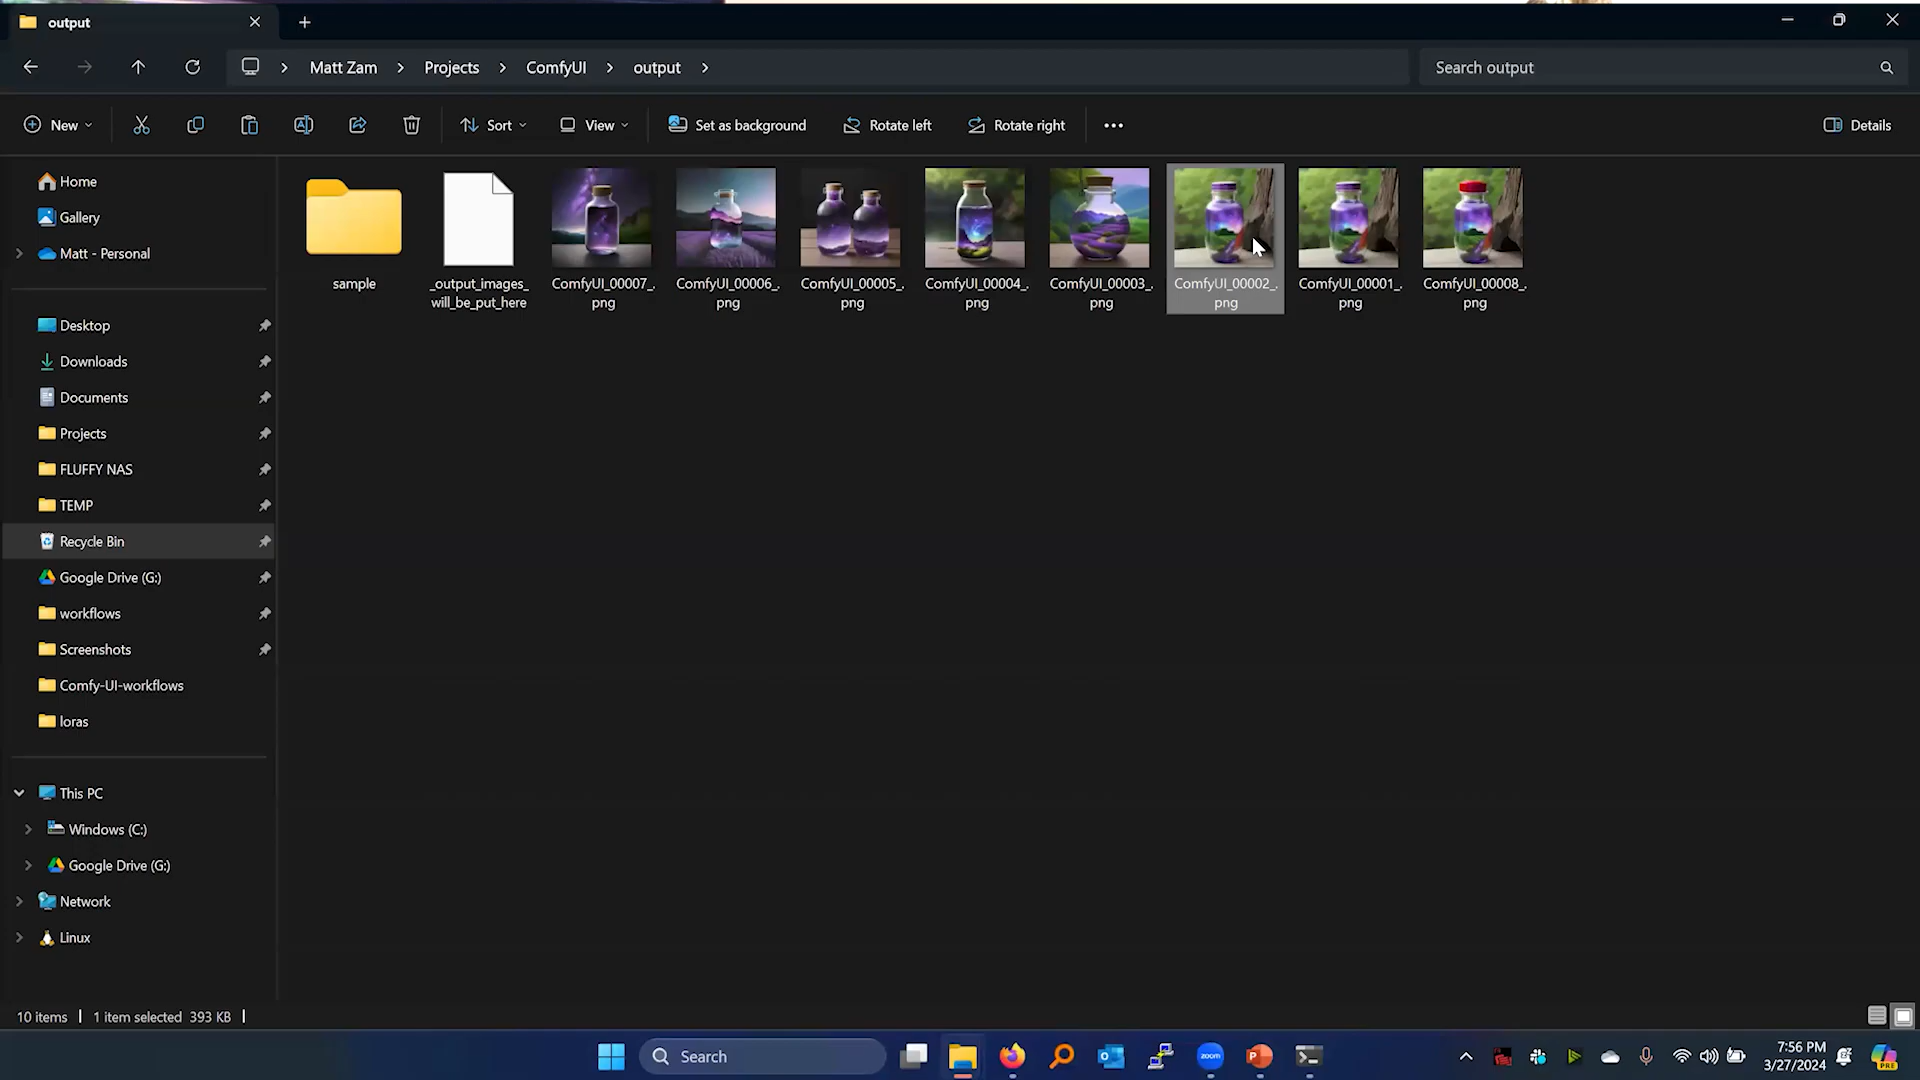 output
Matt Zam
Projects
ComfyUI
output
Search output
New
Sort
View
Set as background
Rotate left
Rotate right
Details
Home
Gallery
Matt - Personal
Desktop
Downloads
Documents
Projects
FLUFFY NAS
TEMP
Recycle Bin
Google Drive (G:)
workflows
Screenshots
Comfy-UI-workflows
loras
This PC
Windows (C:)
Google Drive (G:)
Network
Linux
sample
_output_images_
will_be_put_here
ComfyUI_00007_.
png
ComfyUI_00006_.
png
ComfyUI_00005_.
png
ComfyUI_00004_.
png
ComfyUI_00003_.
png
ComfyUI_00002_.
png
ComfyUI_00001_.
png
ComfyUI_00008_.
png
10 items
1 item selected 393 KB
Search
zoom
7:56 PM
3/27/2024
PRE